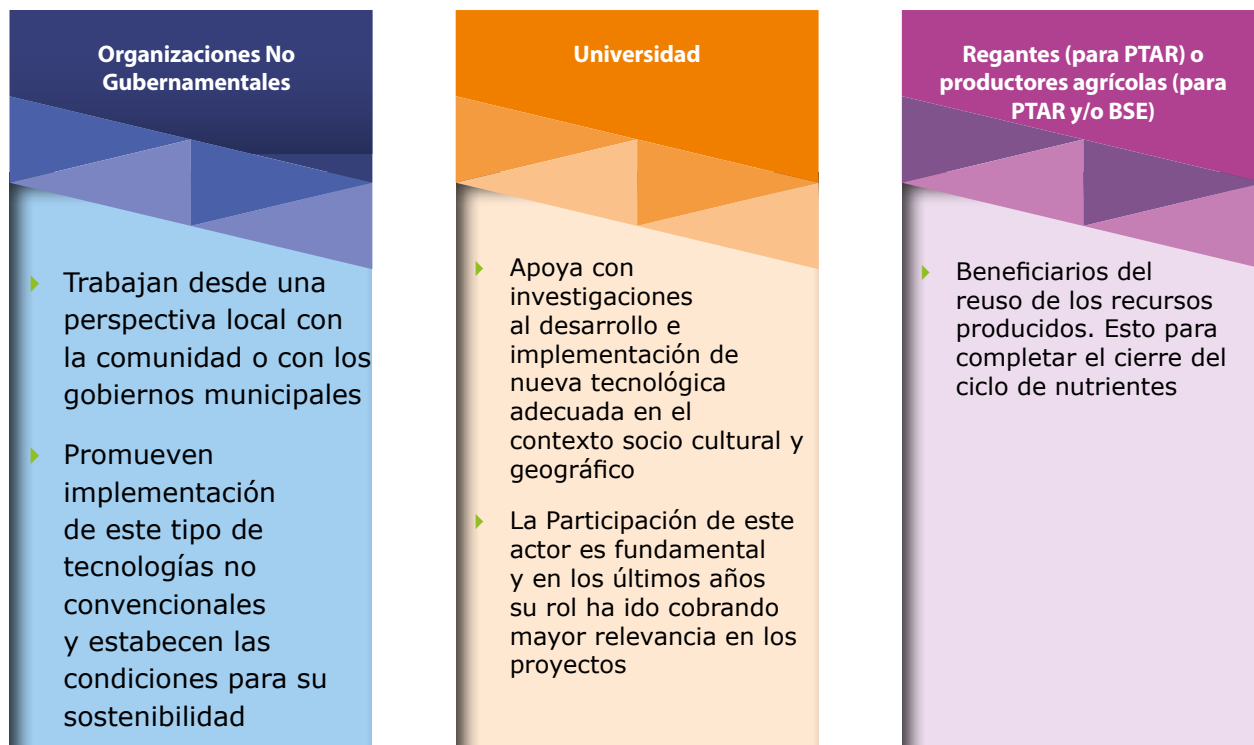 Organizaciones No
Gubernamentales
Trabajan desde una
perspectiva local con
la comunidad o con los
gobiernos municipales
Promueven
implementación
de este tipo de
tecnologías no
convencionales
y estabecen las
condiciones para su
sostenibilidad
Universidad
Apoya con
investigaciones
al desarrollo e
implementación de
nueva tecnológica
adecuada en el
contexto socio cultural y
geográfico
La Participación de este
actor es fundamental
y en los últimos años
su rol ha ido cobrando
mayor relevancia en los
proyectos
Regantes (para PTAR) o
productores agrícolas (para
PTAR y/o BSE)
Beneficiarios del
reuso de los recursos
producidos. Esto para
completar el cierre del
ciclo de nutrientes